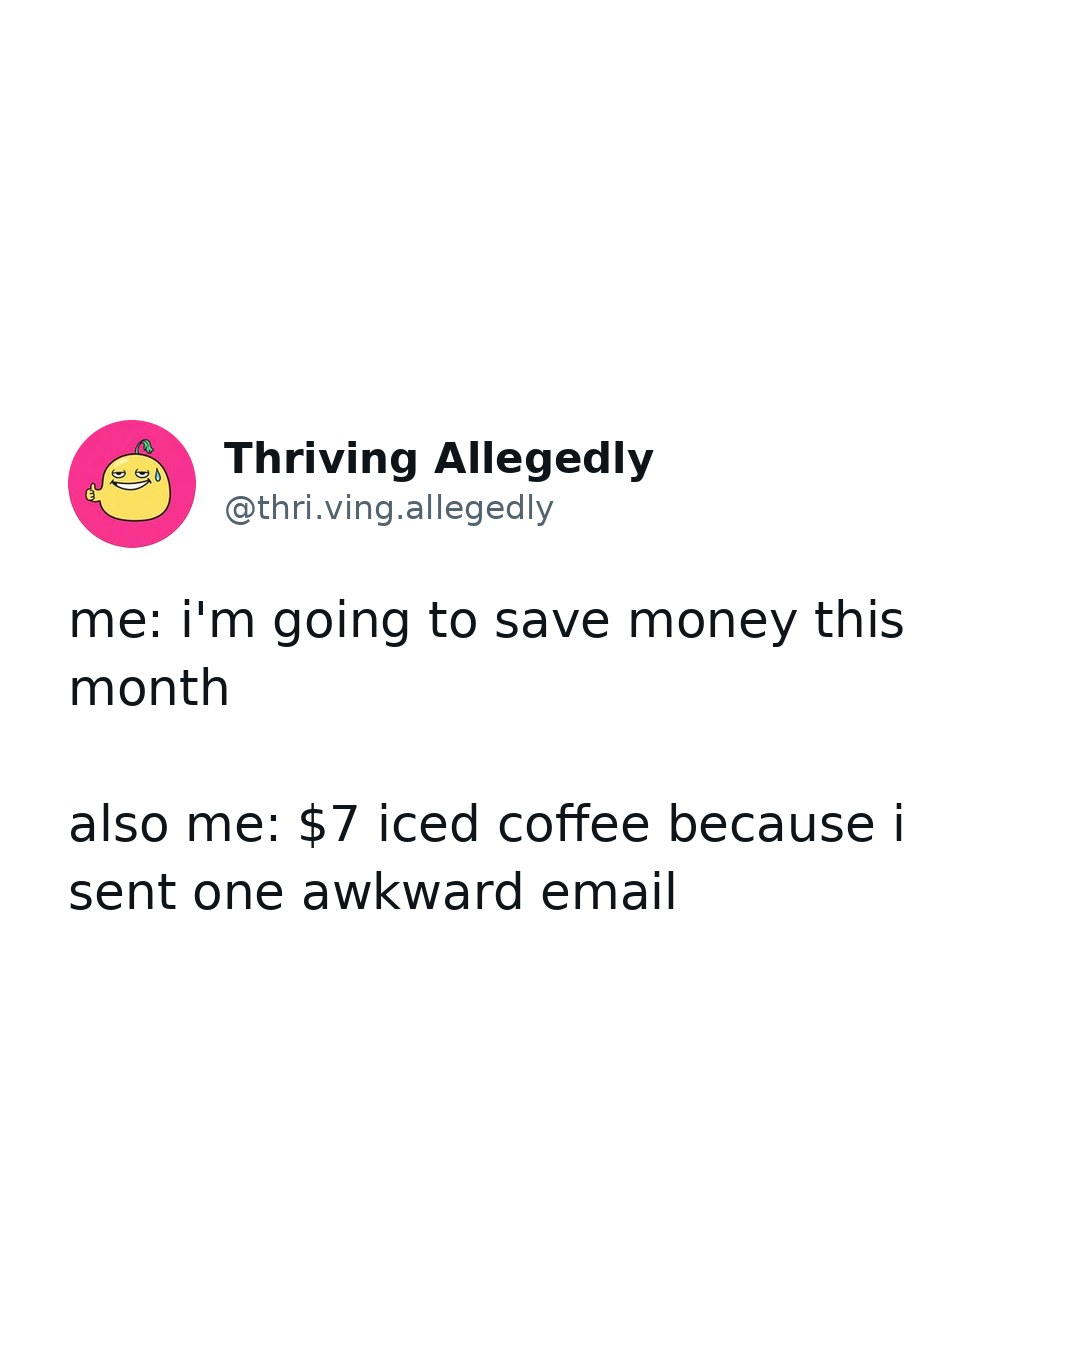 Thriving Allegedly
@thri.ving.allegedly
me: i'm going to save money this
month
also me: $7 iced coffee because i
sent one awkward email